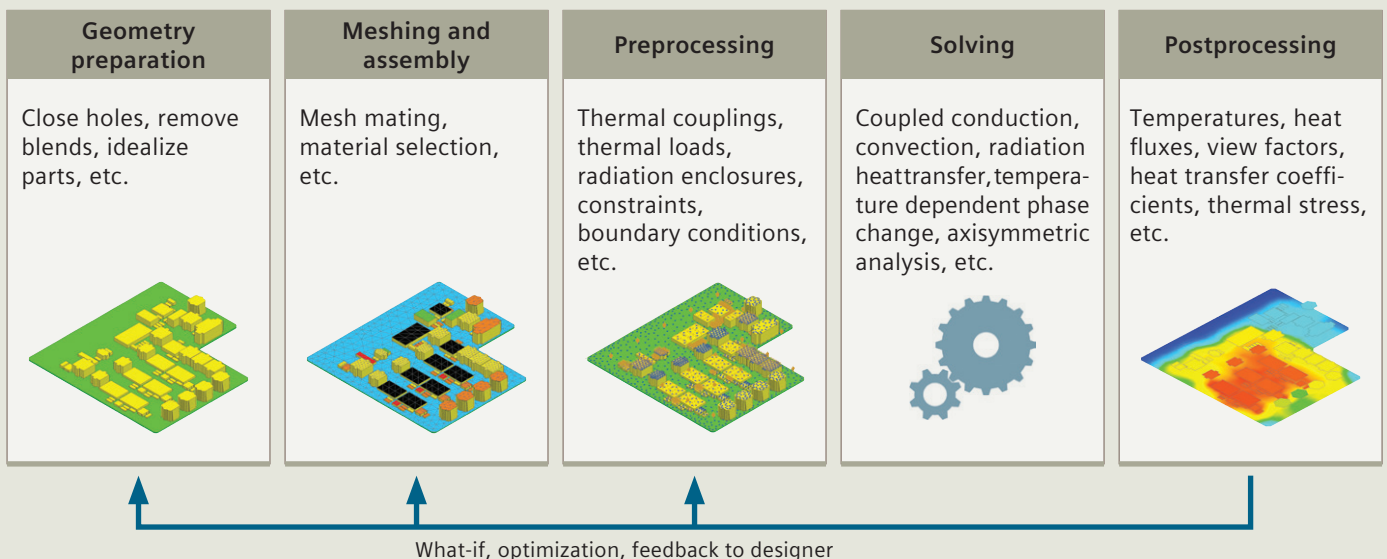 Geometry
preparation
Close holes, remove
blends, idealize
parts, etc.
Meshing and
assembly
Mesh mating,
material selection,
etc.
Preprocessing
Thermal couplings,
thermal loads,
radiation enclosures,
constraints,
boundary conditions,
etc.
Solving
Coupled conduction,
convection, radiation
heattransfer,tempera-
ture dependent phase
change, axisymmetric
analysis, etc.
Postprocessing
Temperatures, heat
fluxes, view factors,
heat transfer coeffi-
cients, thermal stress,
etc.
What-if, optimization, feedback to designer